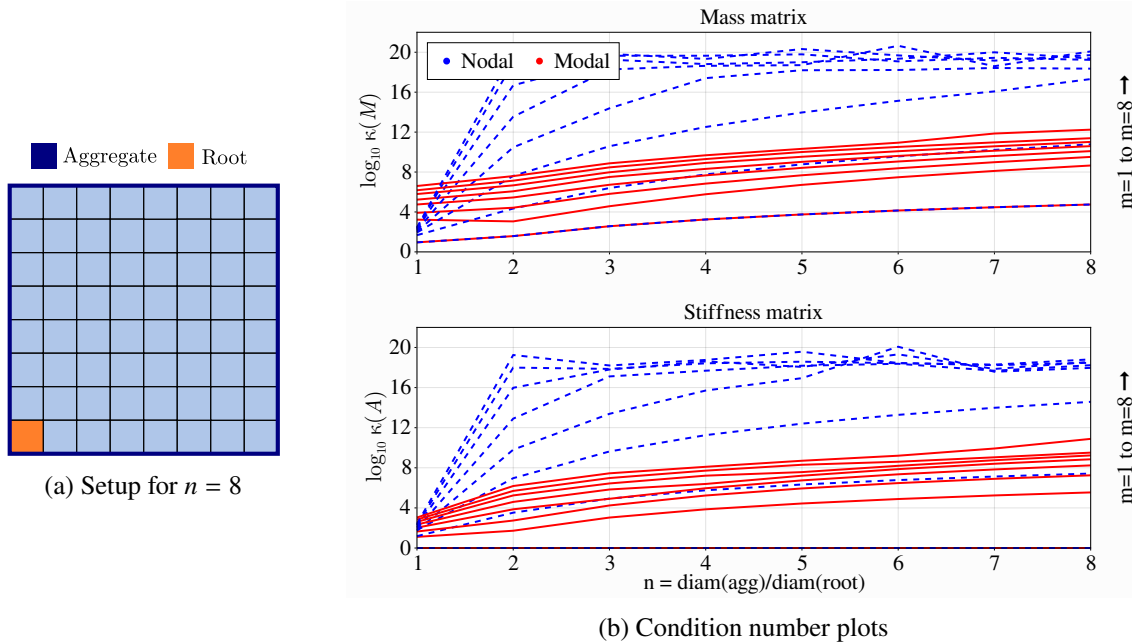 Aggregate Root
(a) Setup for n = 8
Mass matrix
Nodal Modal
log₁₀ κ(M)
20
16
12
8
4
0
1 2 3 4 5 6 7 8
m=1 to m=8 →
Stiffness matrix
log₁₀ κ(A)
20
16
12
8
4
0
1 2 3 4 5 6 7 8
n = diam(agg)/diam(root)
m=1 to m=8 →
(b) Condition number plots